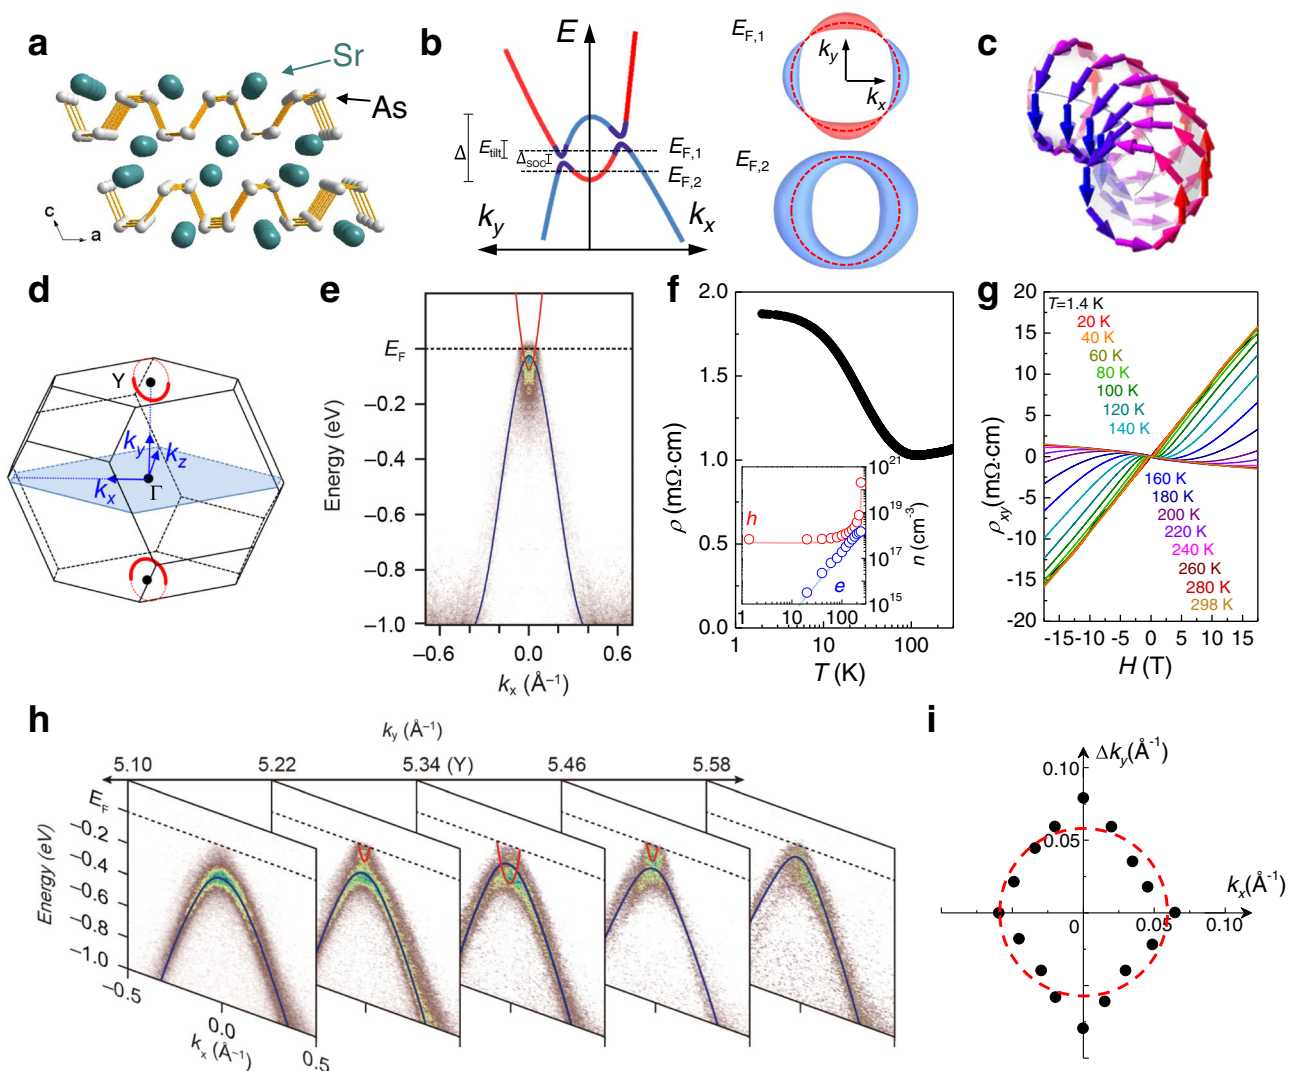 a
Sr
As
c
a
b
E
E_tilt
Δ
Δ_SOC
E_F,1
E_F,2
k_y
k_x
E_F,1
k_y
k_x
E_F,2
c
d
Y
k_y
k_z
k_x
Γ
e
E_F
−0.2
−0.4
−0.6
−0.8
−1.0
Energy (eV)
−0.6
0.0
0.6
k_x (Å⁻¹)
f
2.0
1.5
1.0
0.5
0.0
ρ (mΩ·cm)
h
e
10²¹
10¹⁹
10¹⁷
10¹⁵
n (cm⁻³)
1
10
100
1
10
100
T (K)
g
20
15
10
5
0
-5
-10
-15
-20
ρ_xy(mΩ·cm)
T=1.4 K
20 K
40 K
60 K
80 K
100 K
120 K
140 K
160 K
180 K
200 K
220 K
240 K
260 K
280 K
298 K
-15
-10
-5
0
5
10
15
H (T)
h
k_y (Å⁻¹)
5.10
5.22
5.34 (Y)
5.46
5.58
E_F
−0.2
−0.4
−0.6
−0.8
−1.0
Energy (eV)
−0.5
0.0
0.5
k_x (Å⁻¹)
i
Δk_y(Å⁻¹)
0.10
0.05
k_x(Å⁻¹)
0
0.05
0.10